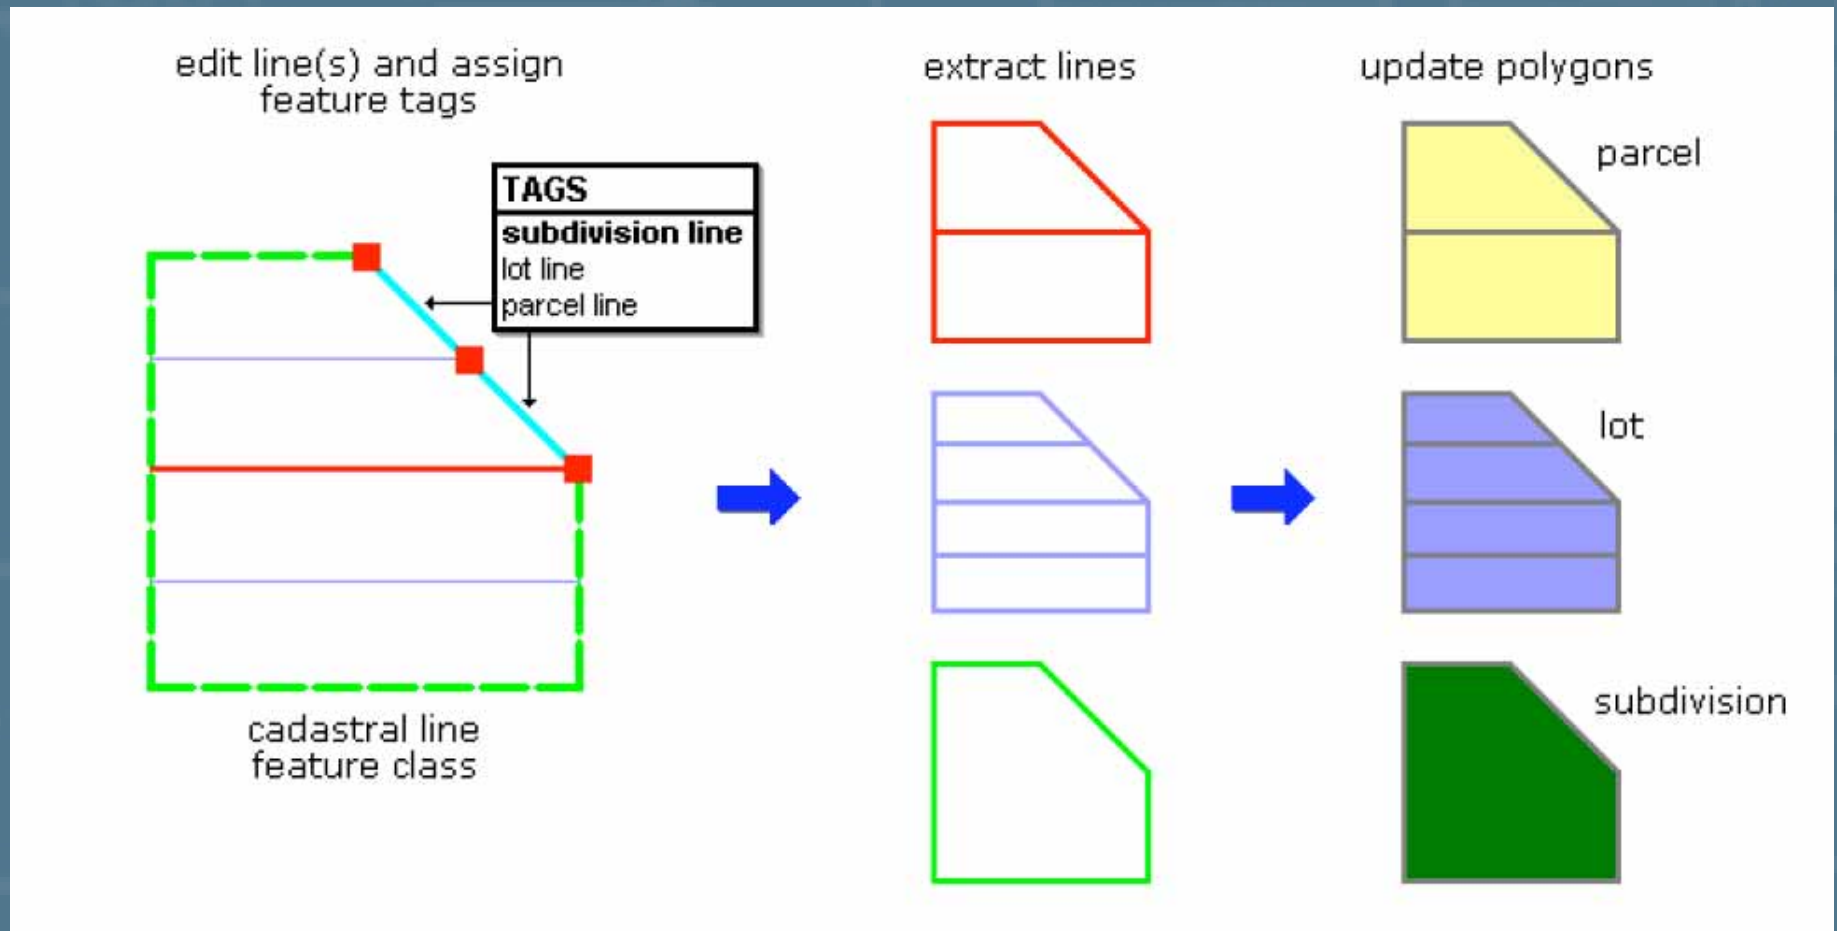 edit line(s) and assign
feature tags
extract lines
update polygons
TAGS
subdivision line
lot line
parcel line
parcel
lot
subdivision
cadastral line
feature class